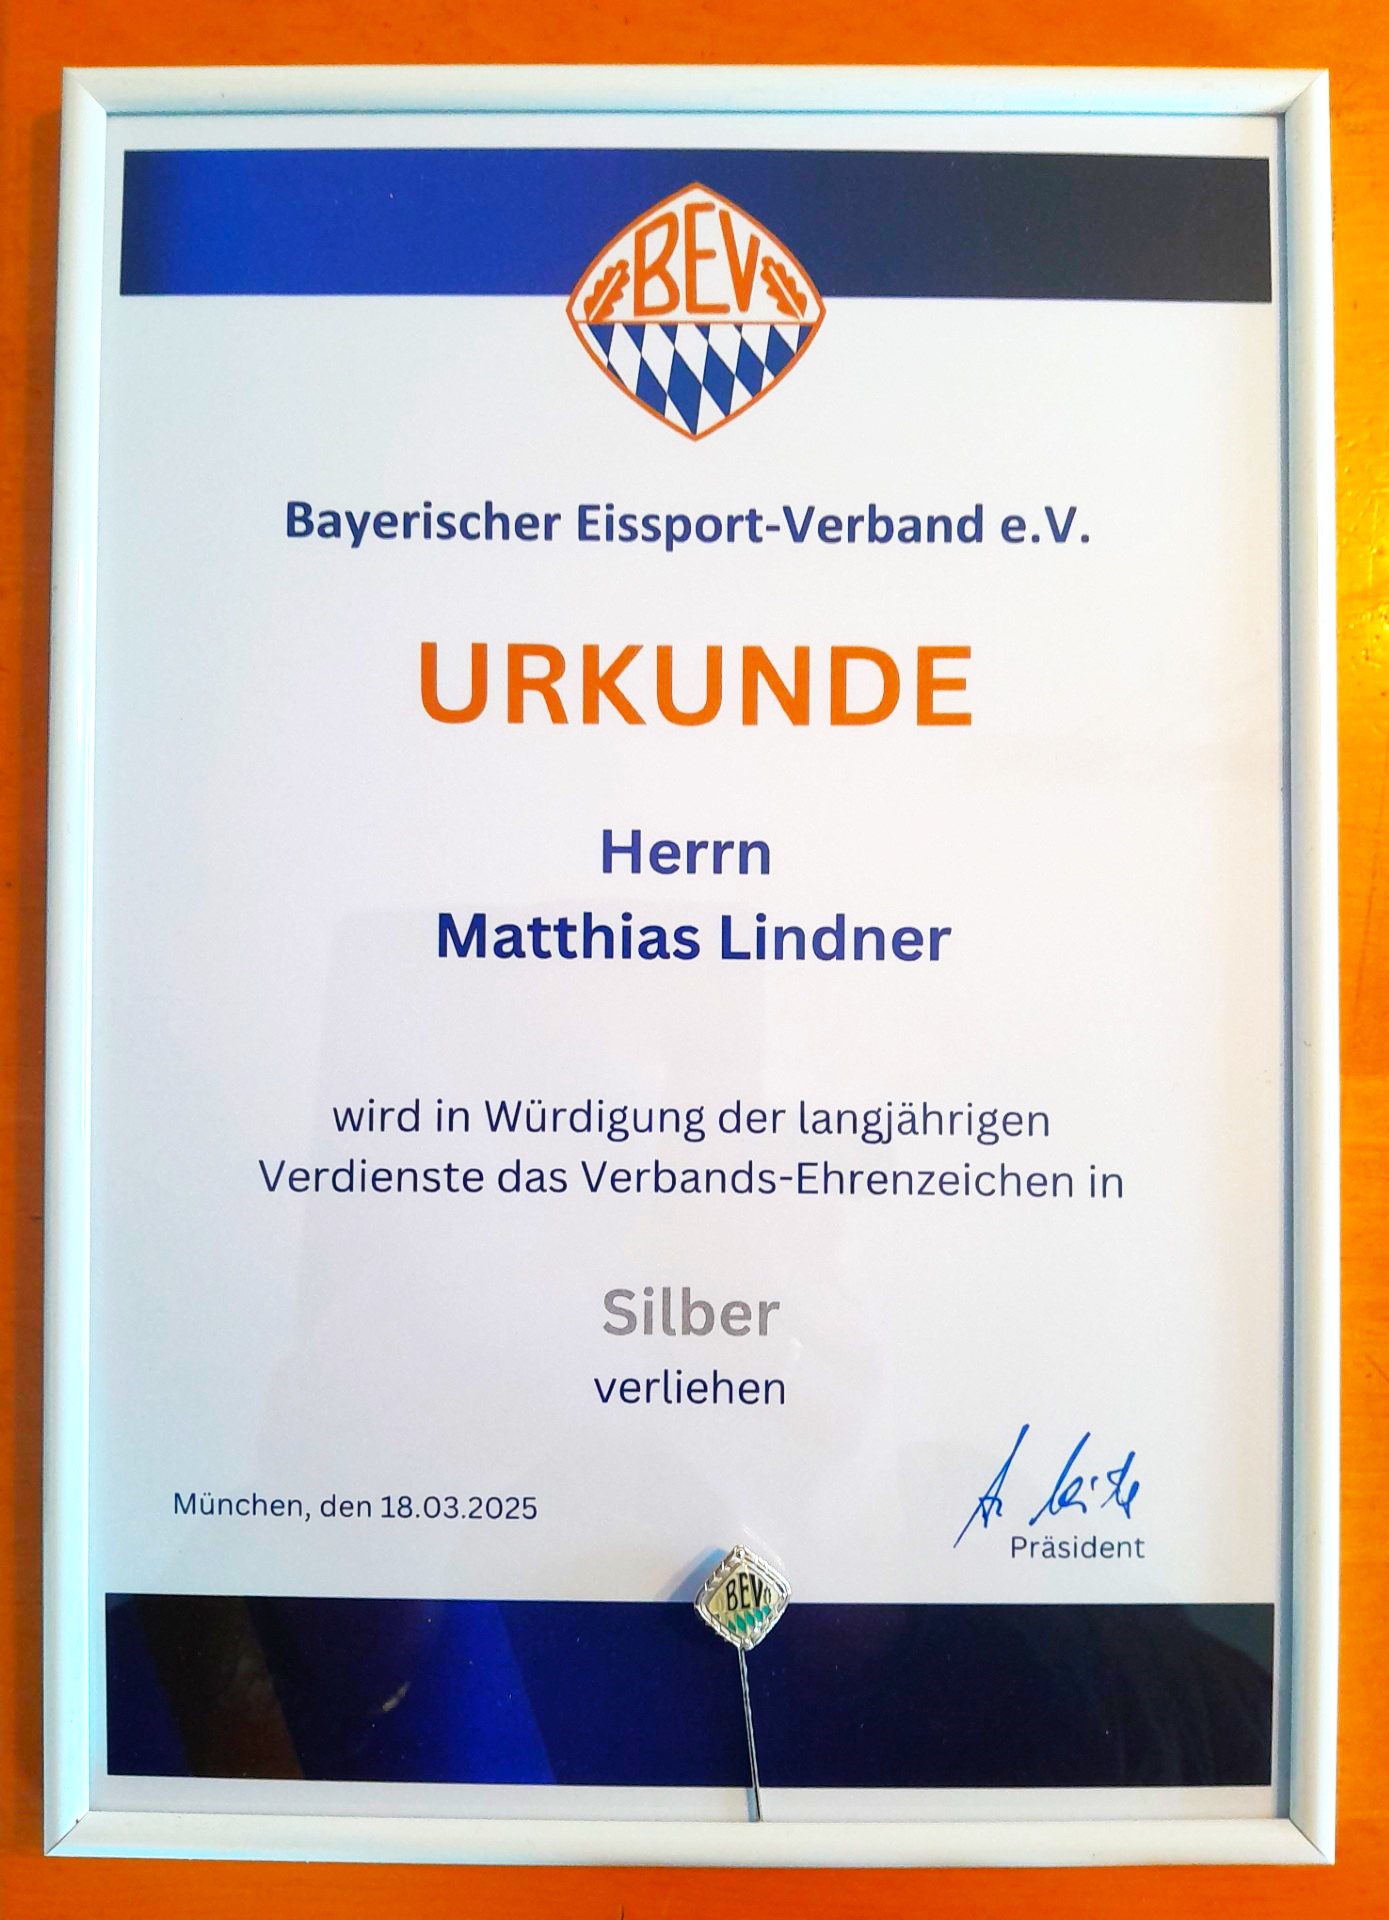 BEV
Bayerischer Eissport-Verband e.V.
URKUNDE
Herrn
Matthias Lindner
wird in Würdigung der langjährigen
Verdienste das Verbands-Ehrenzeichen in
Silber
verliehen
München, den 18.03.2025
Präsident
BEV